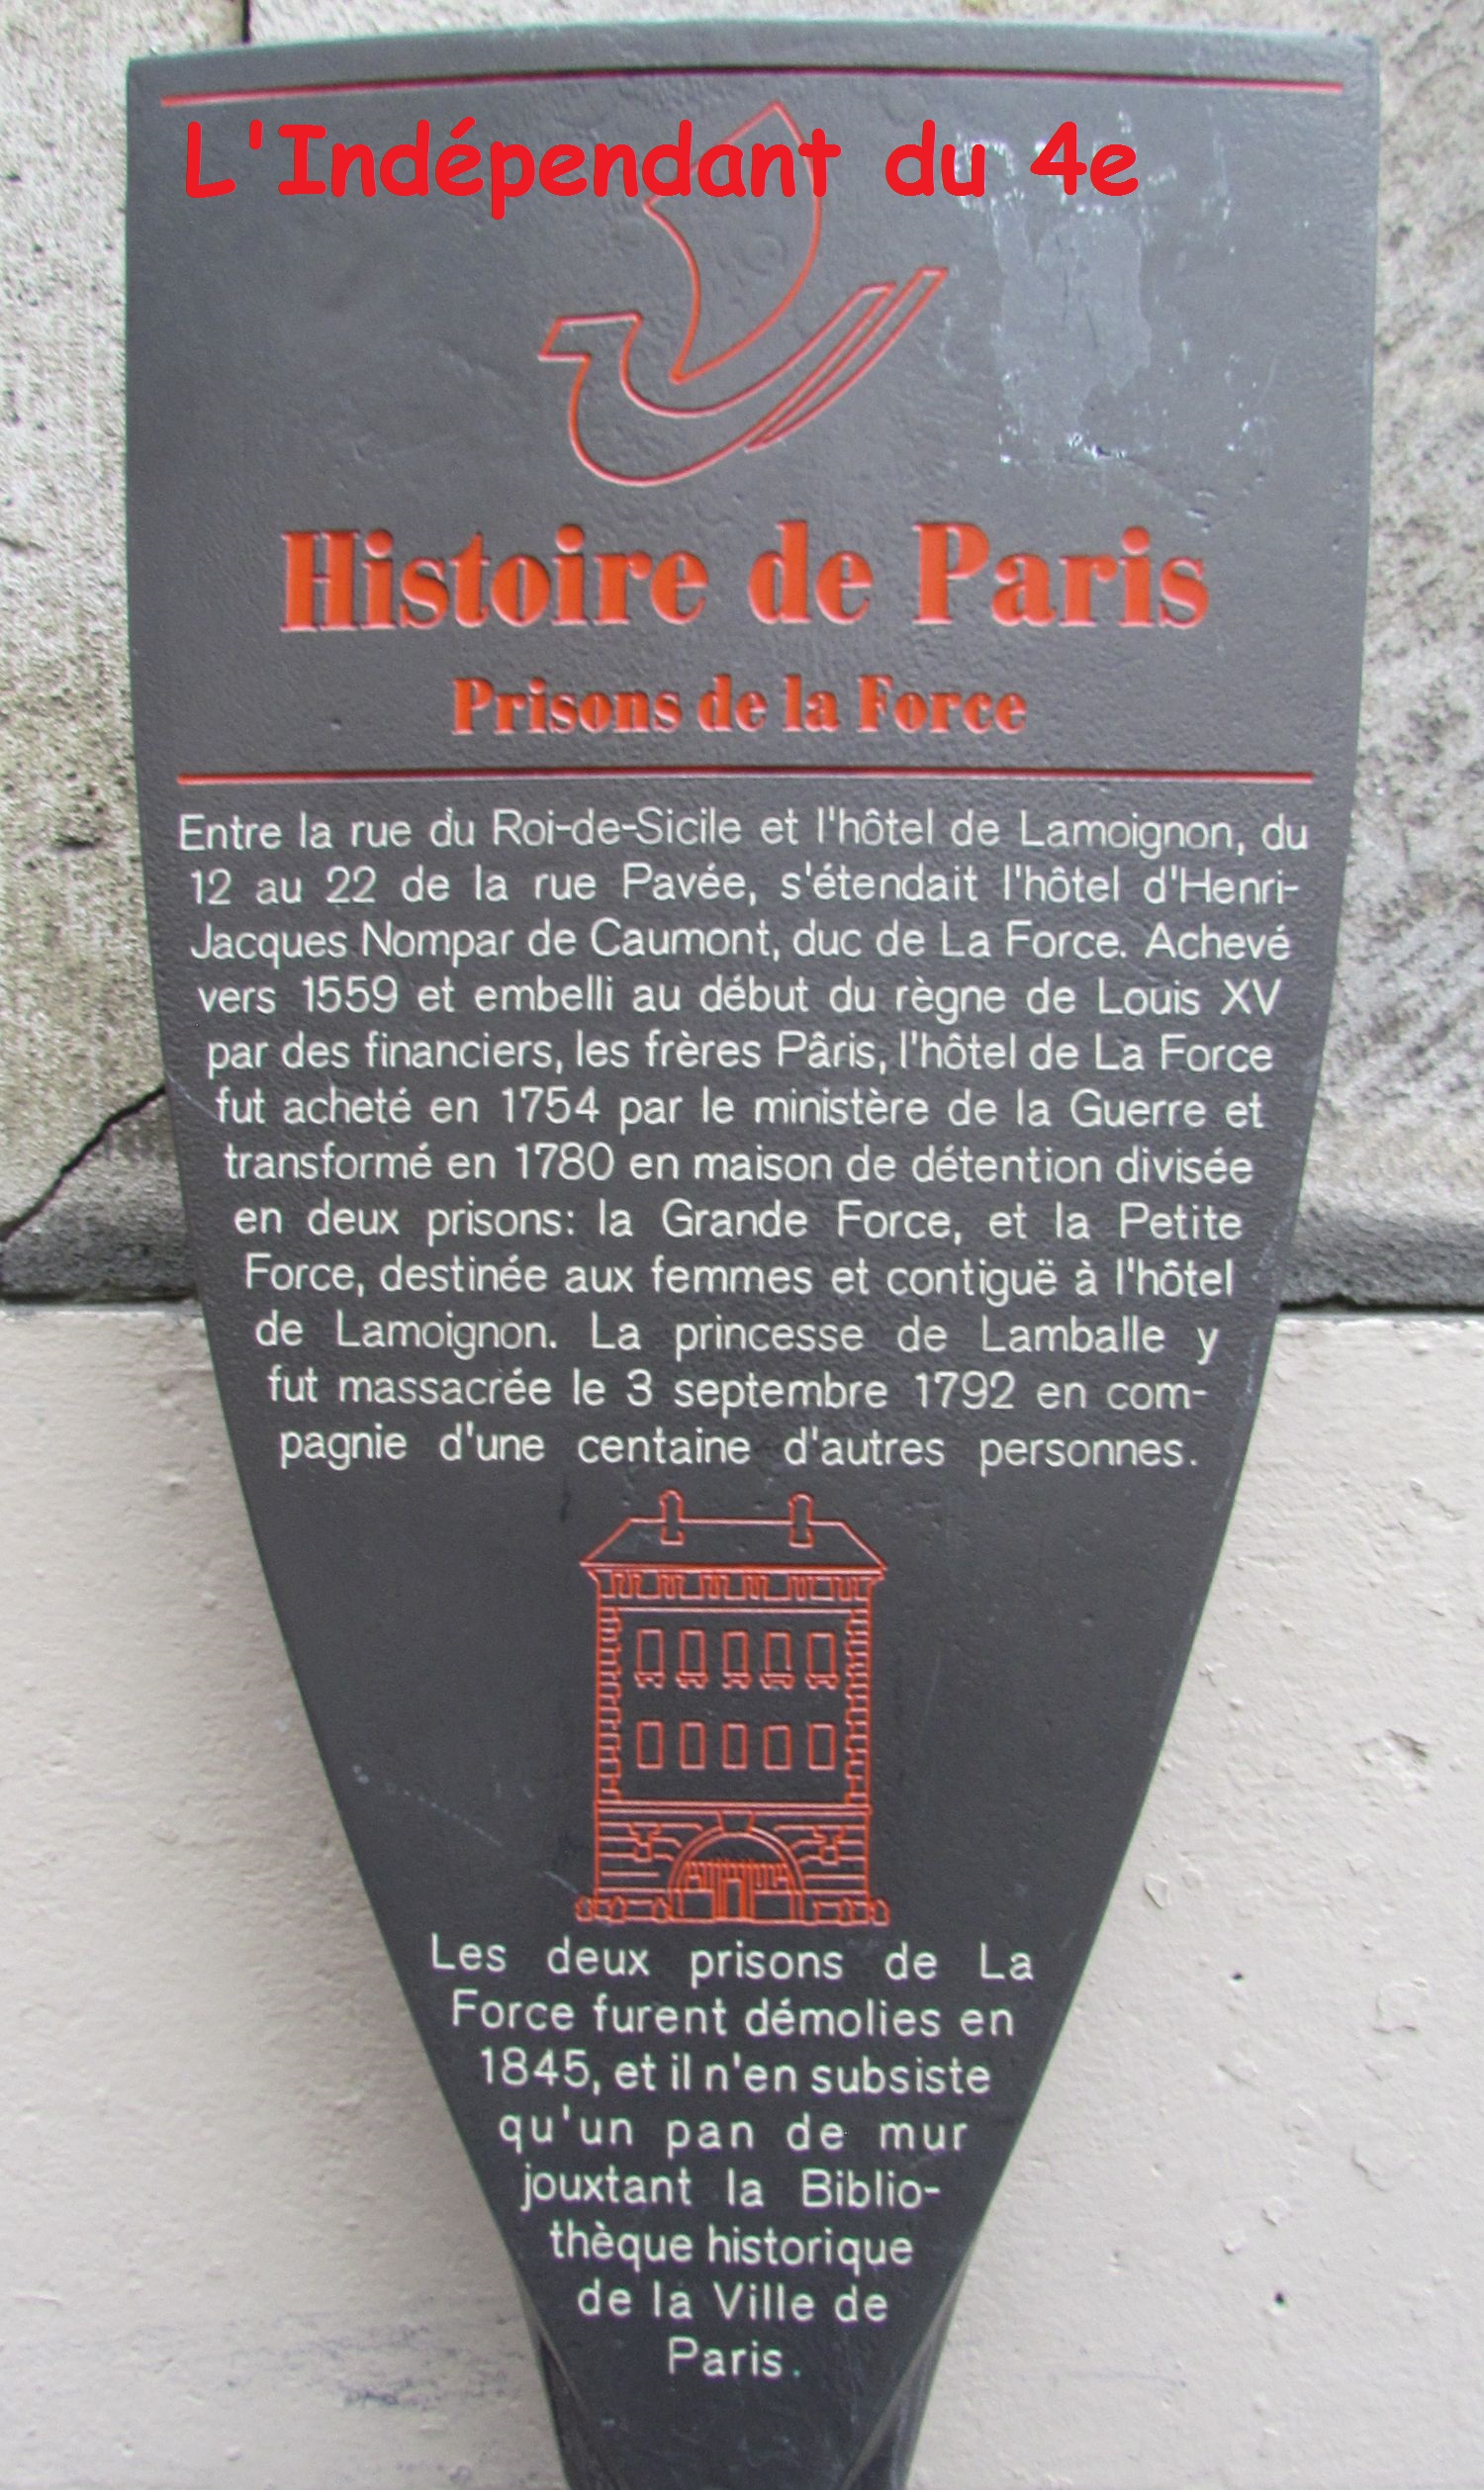 L'Indépendant du 4e
Histoire de Paris
Prisons de la Force
Entre la rue du Roi-de-Sicile et l'hôtel de Lamoignon, du
12 au 22 de la rue Pavée, s'étendait l'hôtel d'Henri-
Jacques Nompar de Caumont, duc de La Force. Achevé
vers 1559 et embelli au début du règne de Louis XV
par des financiers, les frères Pâris, l'hôtel de La Force
fut acheté en 1754 par le ministère de la Guerre et
transformé en 1780 en maison de détention divisée
en deux prisons: la Grande Force, et la Petite
Force, destinée aux femmes et contiguë à l'hôtel
de Lamoignon. La princesse de Lamballe y
fut massacrée le 3 septembre 1792 en com-
pagnie d'une centaine d'autres personnes.
Les deux prisons de La
Force furent démolies en
1845, et il n'en subsiste
qu'un pan de mur
jouxtant la Biblio-
thèque historique
de la Ville de
Paris.